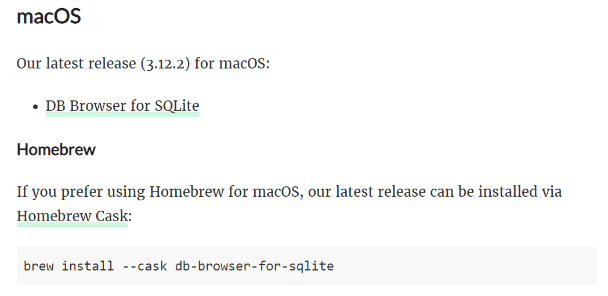 macOS
Our latest release (3.12.2) for macOS:
• DB Browser for SQLite
Homebrew
If you prefer using Homebrew for macOS, our latest release can be installed via
Homebrew Cask:
brew install --cask db-browser-for-sqlite